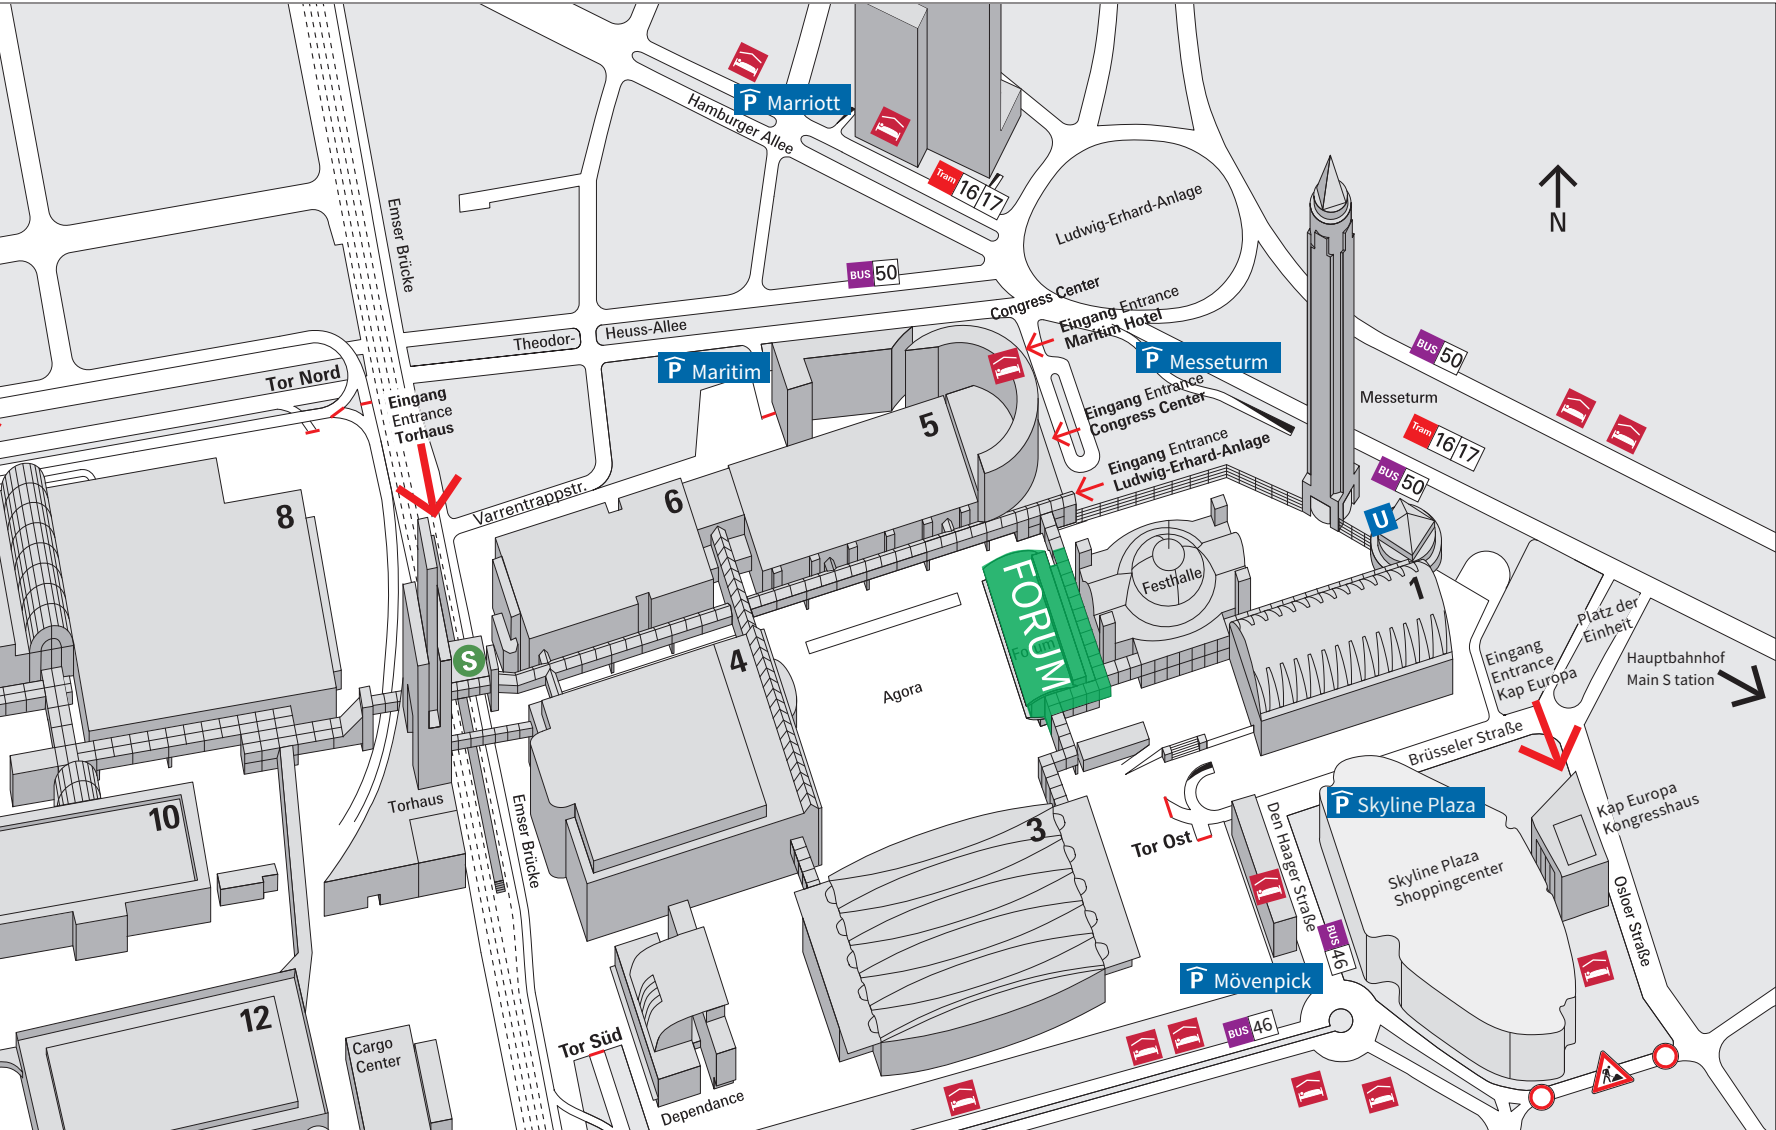 P Marriott
Hamburger Allee
Tram 16 17
Ludwig-Erhard-Anlage
N
Emser Brücke
BUS 50
Congress Center
Eingang Entrance
Maritim Hotel
Theodor-
Heuss-Allee
P Maritim
P Messeturm
BUS 50
Tor Nord
Eingang
Entrance
Torhaus
Eingang Entrance
Congress Center
Messeturm
5
Eingang Entrance
Ludwig-Erhard-Anlage
Tram 16 17
BUS 50
8
Varrentrappstr.
6
U
FORUM
Forum
Festhalle
1
Platz der
Einheit
S
4
Agora
Eingang
Entrance
Kap Europa
Hauptbahnhof
Main S tation
Brüsseler Straße
Torhaus
10
Emser Brücke
3
Tor Ost
Den Haager Straße
P Skyline Plaza
Kap Europa
Kongresshaus
Skyline Plaza
Shoppingcenter
Osloer Straße
BUS 46
P Mövenpick
12
Cargo
Center
Tor Süd
BUS 46
Dependance